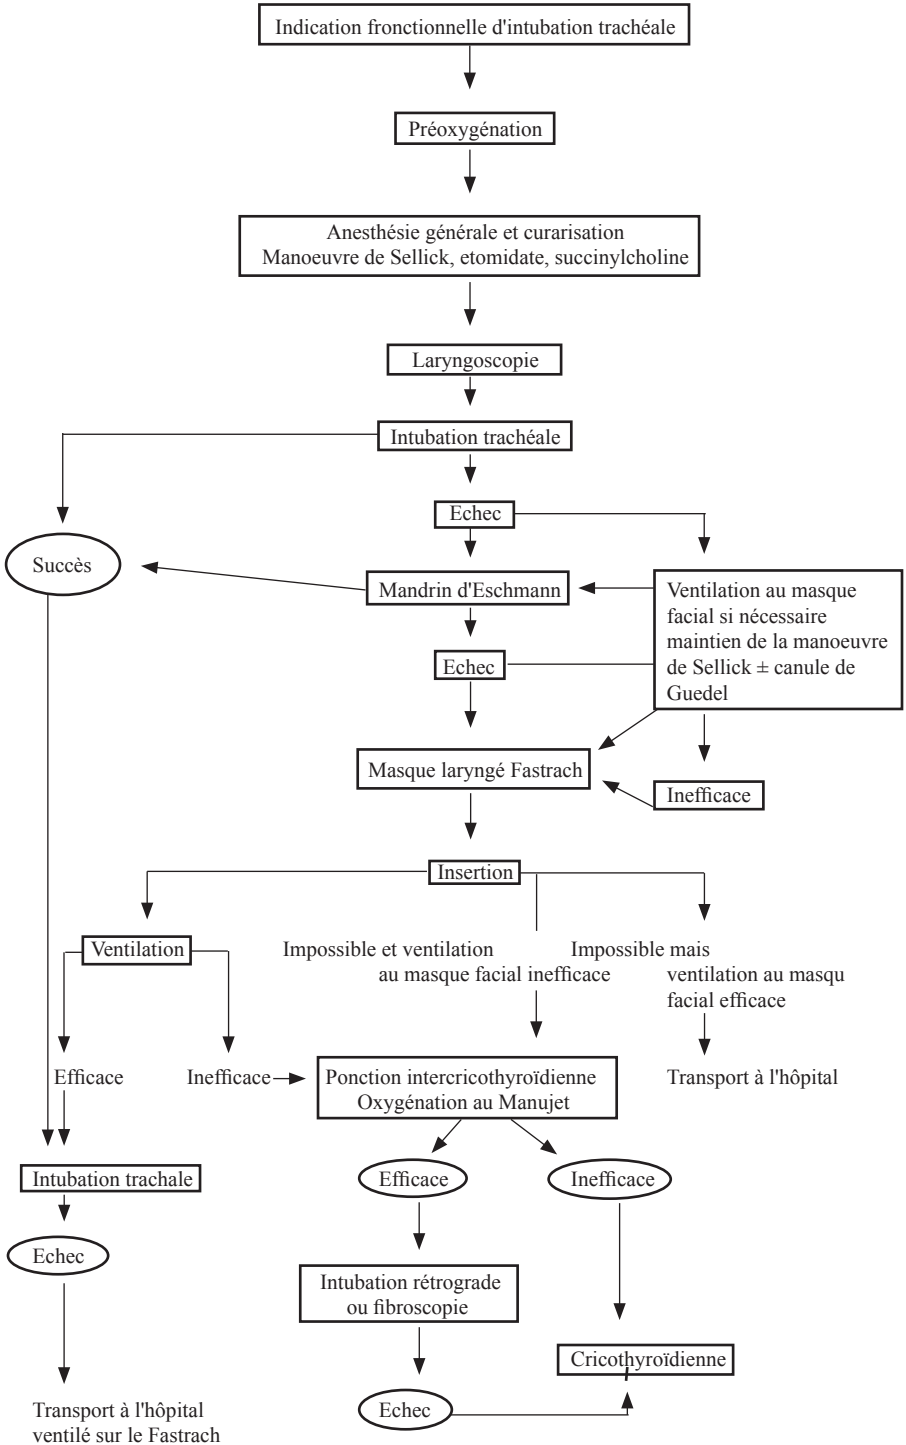 Indication fronctionnelle d'intubation trachéale
Préoxygénation
Anesthésie générale et curarisination
Manoeuvre de Sellick, etomidate, succinylcholine
Laryngoscopie
Intubation trachéale
Echec
Succès
Mandrin d'Eschmann
Ventilation au masque
facial si nécessaire
maintien de la manoeuvre
de Sellick ± canule de
Guedel
Echec
Masque laryngé Fastrach
Inefficace
Insertion
Ventilation
Impossible et ventilation
au masque facial inefficace
Impossible mais
ventilation au masqu
facial efficace
Efficace
Inefficace
Ponction intercricothyroïdienne
Oxygénation au Manujet
Transport à l'hôpital
Intubation trachale
Efficace
Inefficace
Echec
Intubation rétrograde
ou fibroscopie
Cricothyroïdienne
Echec
Transport à l'hôpital
ventilé sur le Fastrach